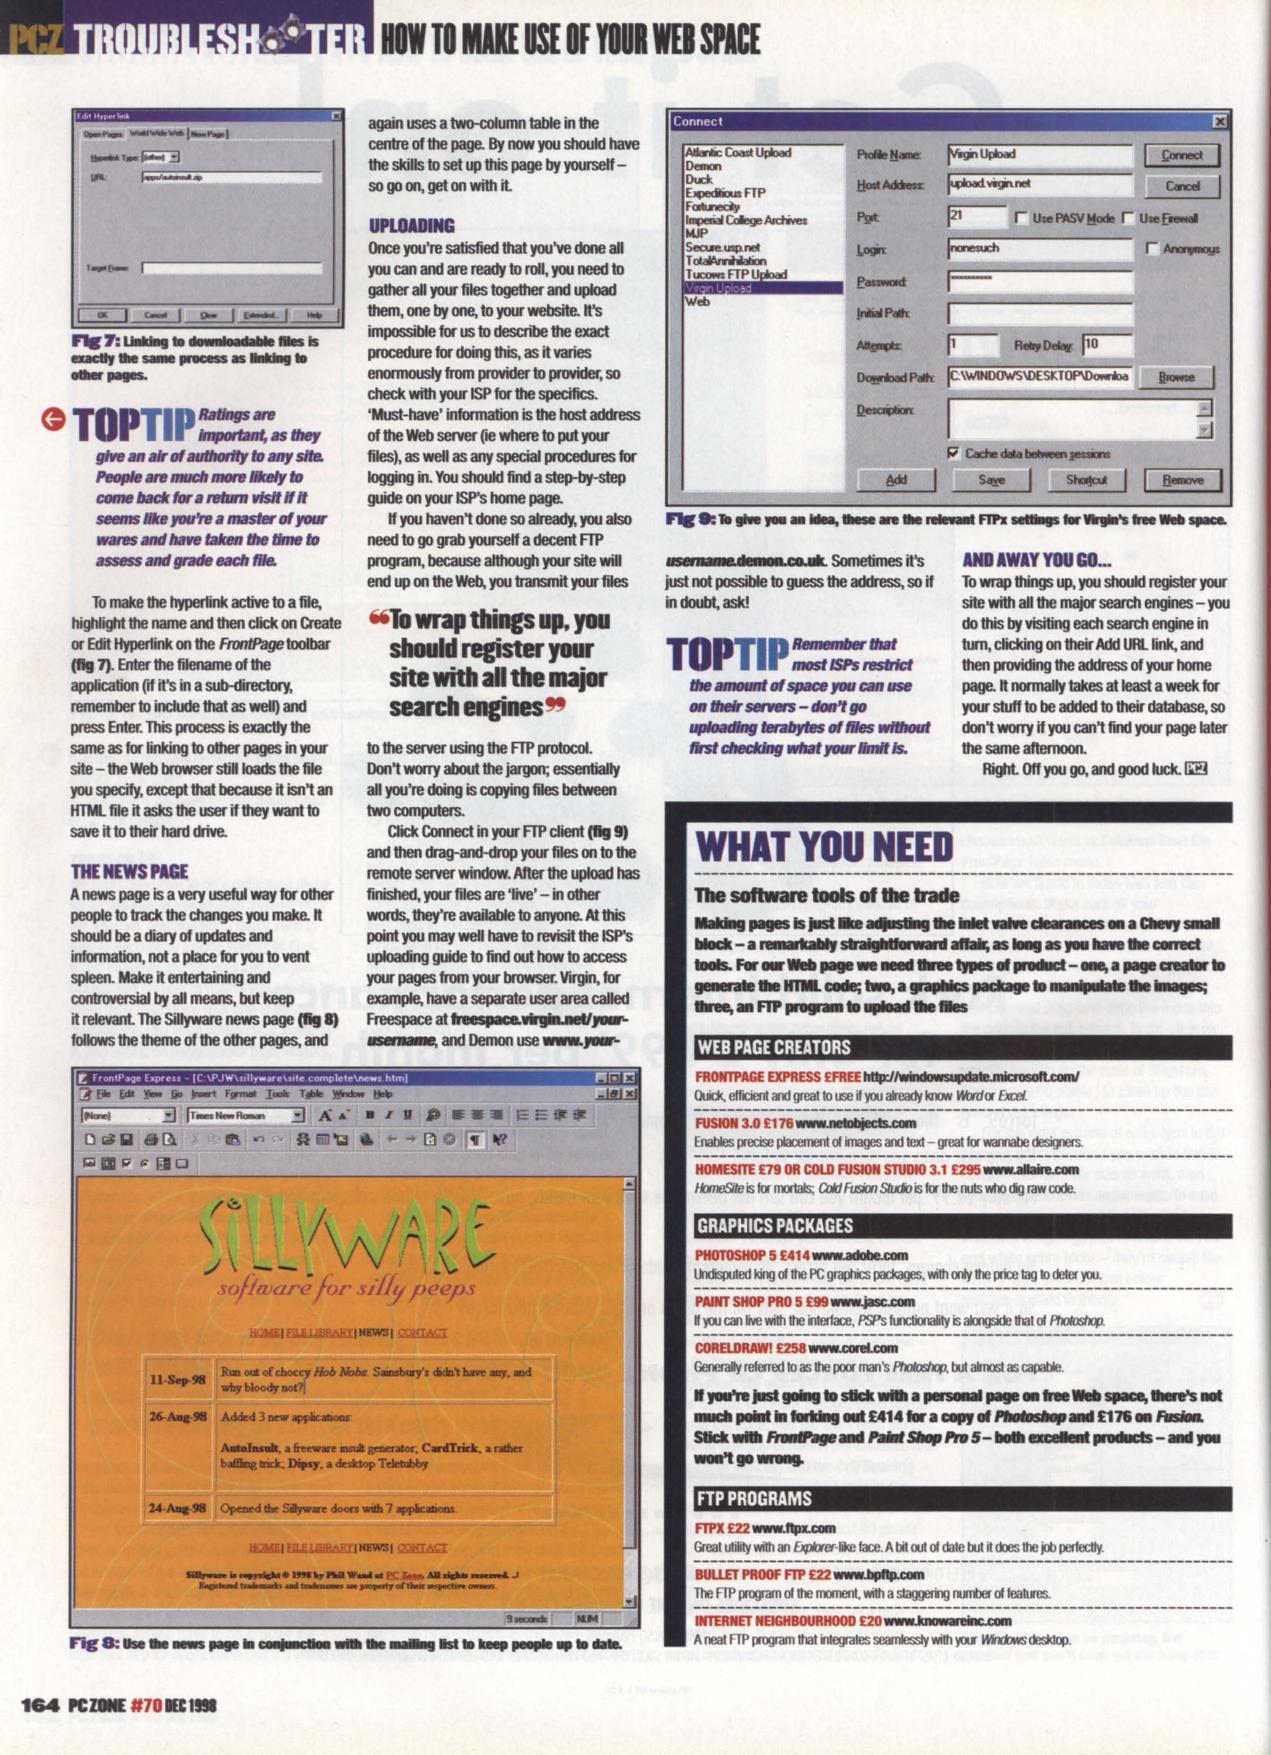 PCZ TROUBLESHOOTER HOW TO MAKE USE OF YOUR WEB SPACE
Edit Hyperlink
Open Pages World Wide Web New Page
Hyperlink Type: (other)
URL: apps/autoinsult.zip
Target Frame:
OK Cancel Clear Extended... Help
Fig 7: Linking to downloadable files is
exactly the same process as linking to
other pages.
TOPTIP Ratings are
important, as they
give an air of authority to any site.
People are much more likely to
come back for a return visit if it
seems like you're a master of your
wares and have taken the time to
assess and grade each file.
To make the hyperlink active to a file,
highlight the name and then click on Create
or Edit Hyperlink on the FrontPage toolbar
(fig 7). Enter the filename of the
application (if it's in a sub-directory,
remember to include that as well) and
press Enter. This process is exactly the
same as for linking to other pages in your
site – the Web browser still loads the file
you specify, except that because it isn't an
HTML file it asks the user if they want to
save it to their hard drive.
THE NEWS PAGE
A news page is a very useful way for other
people to track the changes you make. It
should be a diary of updates and
information, not a place for you to vent
spleen. Make it entertaining and
controversial by all means, but keep
it relevant. The Sillyware news page (fig 8)
follows the theme of the other pages, and
again uses a two-column table in the
centre of the page. By now you should have
the skills to set up this page by yourself –
so go on, get on with it.
UPLOADING
Once you're satisfied that you've done all
you can and are ready to roll, you need to
gather all your files together and upload
them, one by one, to your website. It's
impossible for us to describe the exact
procedure for doing this, as it varies
enormously from provider to provider, so
check with your ISP for the specifics.
'Must-have' information is the host address
of the Web server (ie where to put your
files), as well as any special procedures for
logging in. You should find a step-by-step
guide on your ISP's home page.
If you haven't done so already, you also
need to go grab yourself a decent FTP
program, because although your site will
end up on the Web, you transmit your files
“To wrap things up, you
should register your
site with all the major
search engines”
to the server using the FTP protocol.
Don't worry about the jargon; essentially
all you're doing is copying files between
two computers.
Click Connect in your FTP client (fig 9)
and then drag-and-drop your files on to the
remote server window. After the upload has
finished, your files are 'live' – in other
words, they're available to anyone. At this
point you may well have to revisit the ISP's
uploading guide to find out how to access
your pages from your browser. Virgin, for
example, have a separate user area called
Freespace at freespace.virgin.net/your-
username, and Demon use www.your-
FrontPage Express - [C:\PJW\sillyware\site.complete\news.htm]
File Edit View Go Insert Format Tools Table Window Help
(None) Times New Roman
SILLYWARE
software for silly peeps
HOME| FILE LIBRARY| NEWS| CONTACT
11-Sep-98 Run out of choccy Hob Nobs. Sainsbury's didn't have any, and
why bloody not?
26-Aug-98 Added 3 new applications:
AutoInsult, a freeware insult generator; CardTrick, a rather
baffling trick; Dipsy, a desktop Teletubby
24-Aug-98 Opened the Sillyware doors with 7 applications.
HOME| FILE LIBRARY| NEWS| CONTACT
Sillyware is copyright © 1998 by Phil Wand at PC Zone. All rights reserved.
Registered trademarks and tradenames are property of their respective owners.
9 seconds NUM
Fig 8: Use the news page in conjunction with the mailing list to keep people up to date.
Connect
Atlantic Coast Upload
Demon
Duck
Expeditious FTP
Fortunecity
Imperial College Archives
MJP
Secure.usp.net
TotalAnnihilation
Tucows FTP Upload
Virgin Upload
Web
Profile Name: Virgin Upload Connect
Host Address: upload.virgin.net Cancel
Port: 21 Use PASV Mode Use Firewall
Login: nonesuch Anonymous
Password: **********
Initial Path:
Attempts: 1 Retry Delay: 10
Download Path: C:\WINDOWS\DESKTOP\Downloa Browse
Description:
Cache data between sessions
Add Save Shortcut Remove
Fig 9: To give you an idea, these are the relevant FTPx settings for Virgin's free Web space.
username.demon.co.uk. Sometimes it's
just not possible to guess the address, so if
in doubt, ask!
TOPTIP Remember that
most ISPs restrict
the amount of space you can use
on their servers – don't go
uploading terabytes of files without
first checking what your limit is.
AND AWAY YOU GO...
To wrap things up, you should register your
site with all the major search engines – you
do this by visiting each search engine in
turn, clicking on their Add URL link, and
then providing the address of your home
page. It normally takes at least a week for
your stuff to be added to their database, so
don't worry if you can't find your page later
the same afternoon.
Right. Off you go, and good luck. PCZ
WHAT YOU NEED
The software tools of the trade
Making pages is just like adjusting the inlet valve clearances on a Chevy small
block – a remarkably straightforward affair, as long as you have the correct
tools. For our Web page we need three types of product – one, a page creator to
generate the HTML code; two, a graphics package to manipulate the images;
three, an FTP program to upload the files
WEB PAGE CREATORS
FRONTPAGE EXPRESS £FREE http://windowsupdate.microsoft.com/
Quick, efficient and great to use if you already know Word or Excel.
FUSION 3.0 £176 www.netobjects.com
Enables precise placement of images and text – great for wannabe designers.
HOMESITE £79 OR COLD FUSION STUDIO 3.1 £295 www.allaire.com
HomeSite is for mortals; Cold Fusion Studio is for the nuts who dig raw code.
GRAPHICS PACKAGES
PHOTOSHOP 5 £414 www.adobe.com
Undisputed king of the PC graphics packages, with only the price tag to deter you.
PAINT SHOP PRO 5 £99 www.jasc.com
If you can live with the interface, PSP's functionality is alongside that of Photoshop.
CORELDRAW! £258 www.corel.com
Generally referred to as the poor man's Photoshop, but almost as capable.
If you're just going to stick with a personal page on free Web space, there's not
much point in forking out £414 for a copy of Photoshop and £176 on Fusion.
Stick with FrontPage and Paint Shop Pro 5 – both excellent products – and you
won't go wrong.
FTP PROGRAMS
FTPX £22 www.ftpx.com
Great utility with an Explorer-like face. A bit out of date but it does the job perfectly.
BULLET PROOF FTP £22 www.bpftp.com
The FTP program of the moment, with a staggering number of features.
INTERNET NEIGHBOURHOOD £20 www.knowareinc.com
A neat FTP program that integrates seamlessly with your Windows desktop.
164 PC ZONE #70 DEC 1998